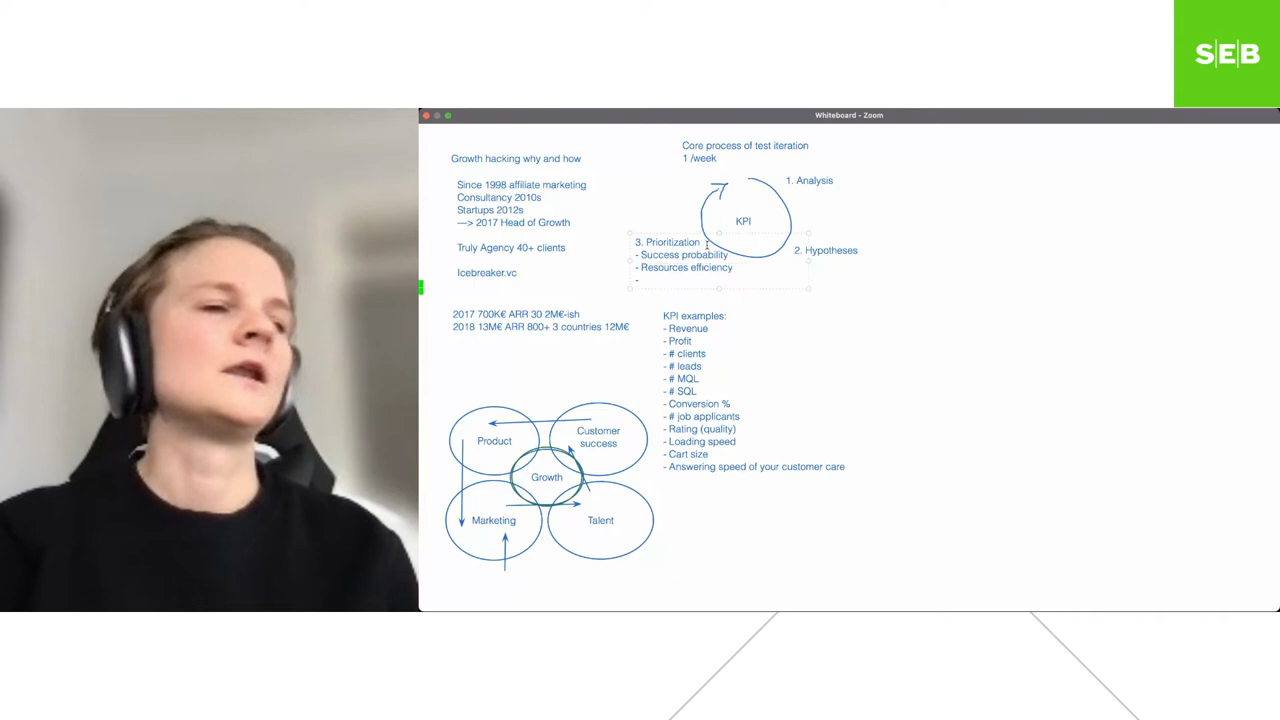 S|E|B
Whiteboard - Zoom
Growth hacking why and how
Since 1998 affiliate marketing
Consultancy 2010s
Startups 2012s
—> 2017 Head of Growth
Truly Agency 40+ clients
Icebreaker.vc
2017 700K€ ARR 30 2M€-ish
2018 13M€ ARR 800+ 3 countries 12M€
Product
Customer
success
Growth
Marketing
Talent
Core process of test iteration
1 /week
1. Analysis
KPI
2. Hypotheses
3. Prioritization
- Success probability
- Resources efficiency
-
KPI examples:
- Revenue
- Profit
- # clients
- # leads
- # MQL
- # SQL
- Conversion %
- # job applicants
- Rating (quality)
- Loading speed
- Cart size
- Answering speed of your customer care